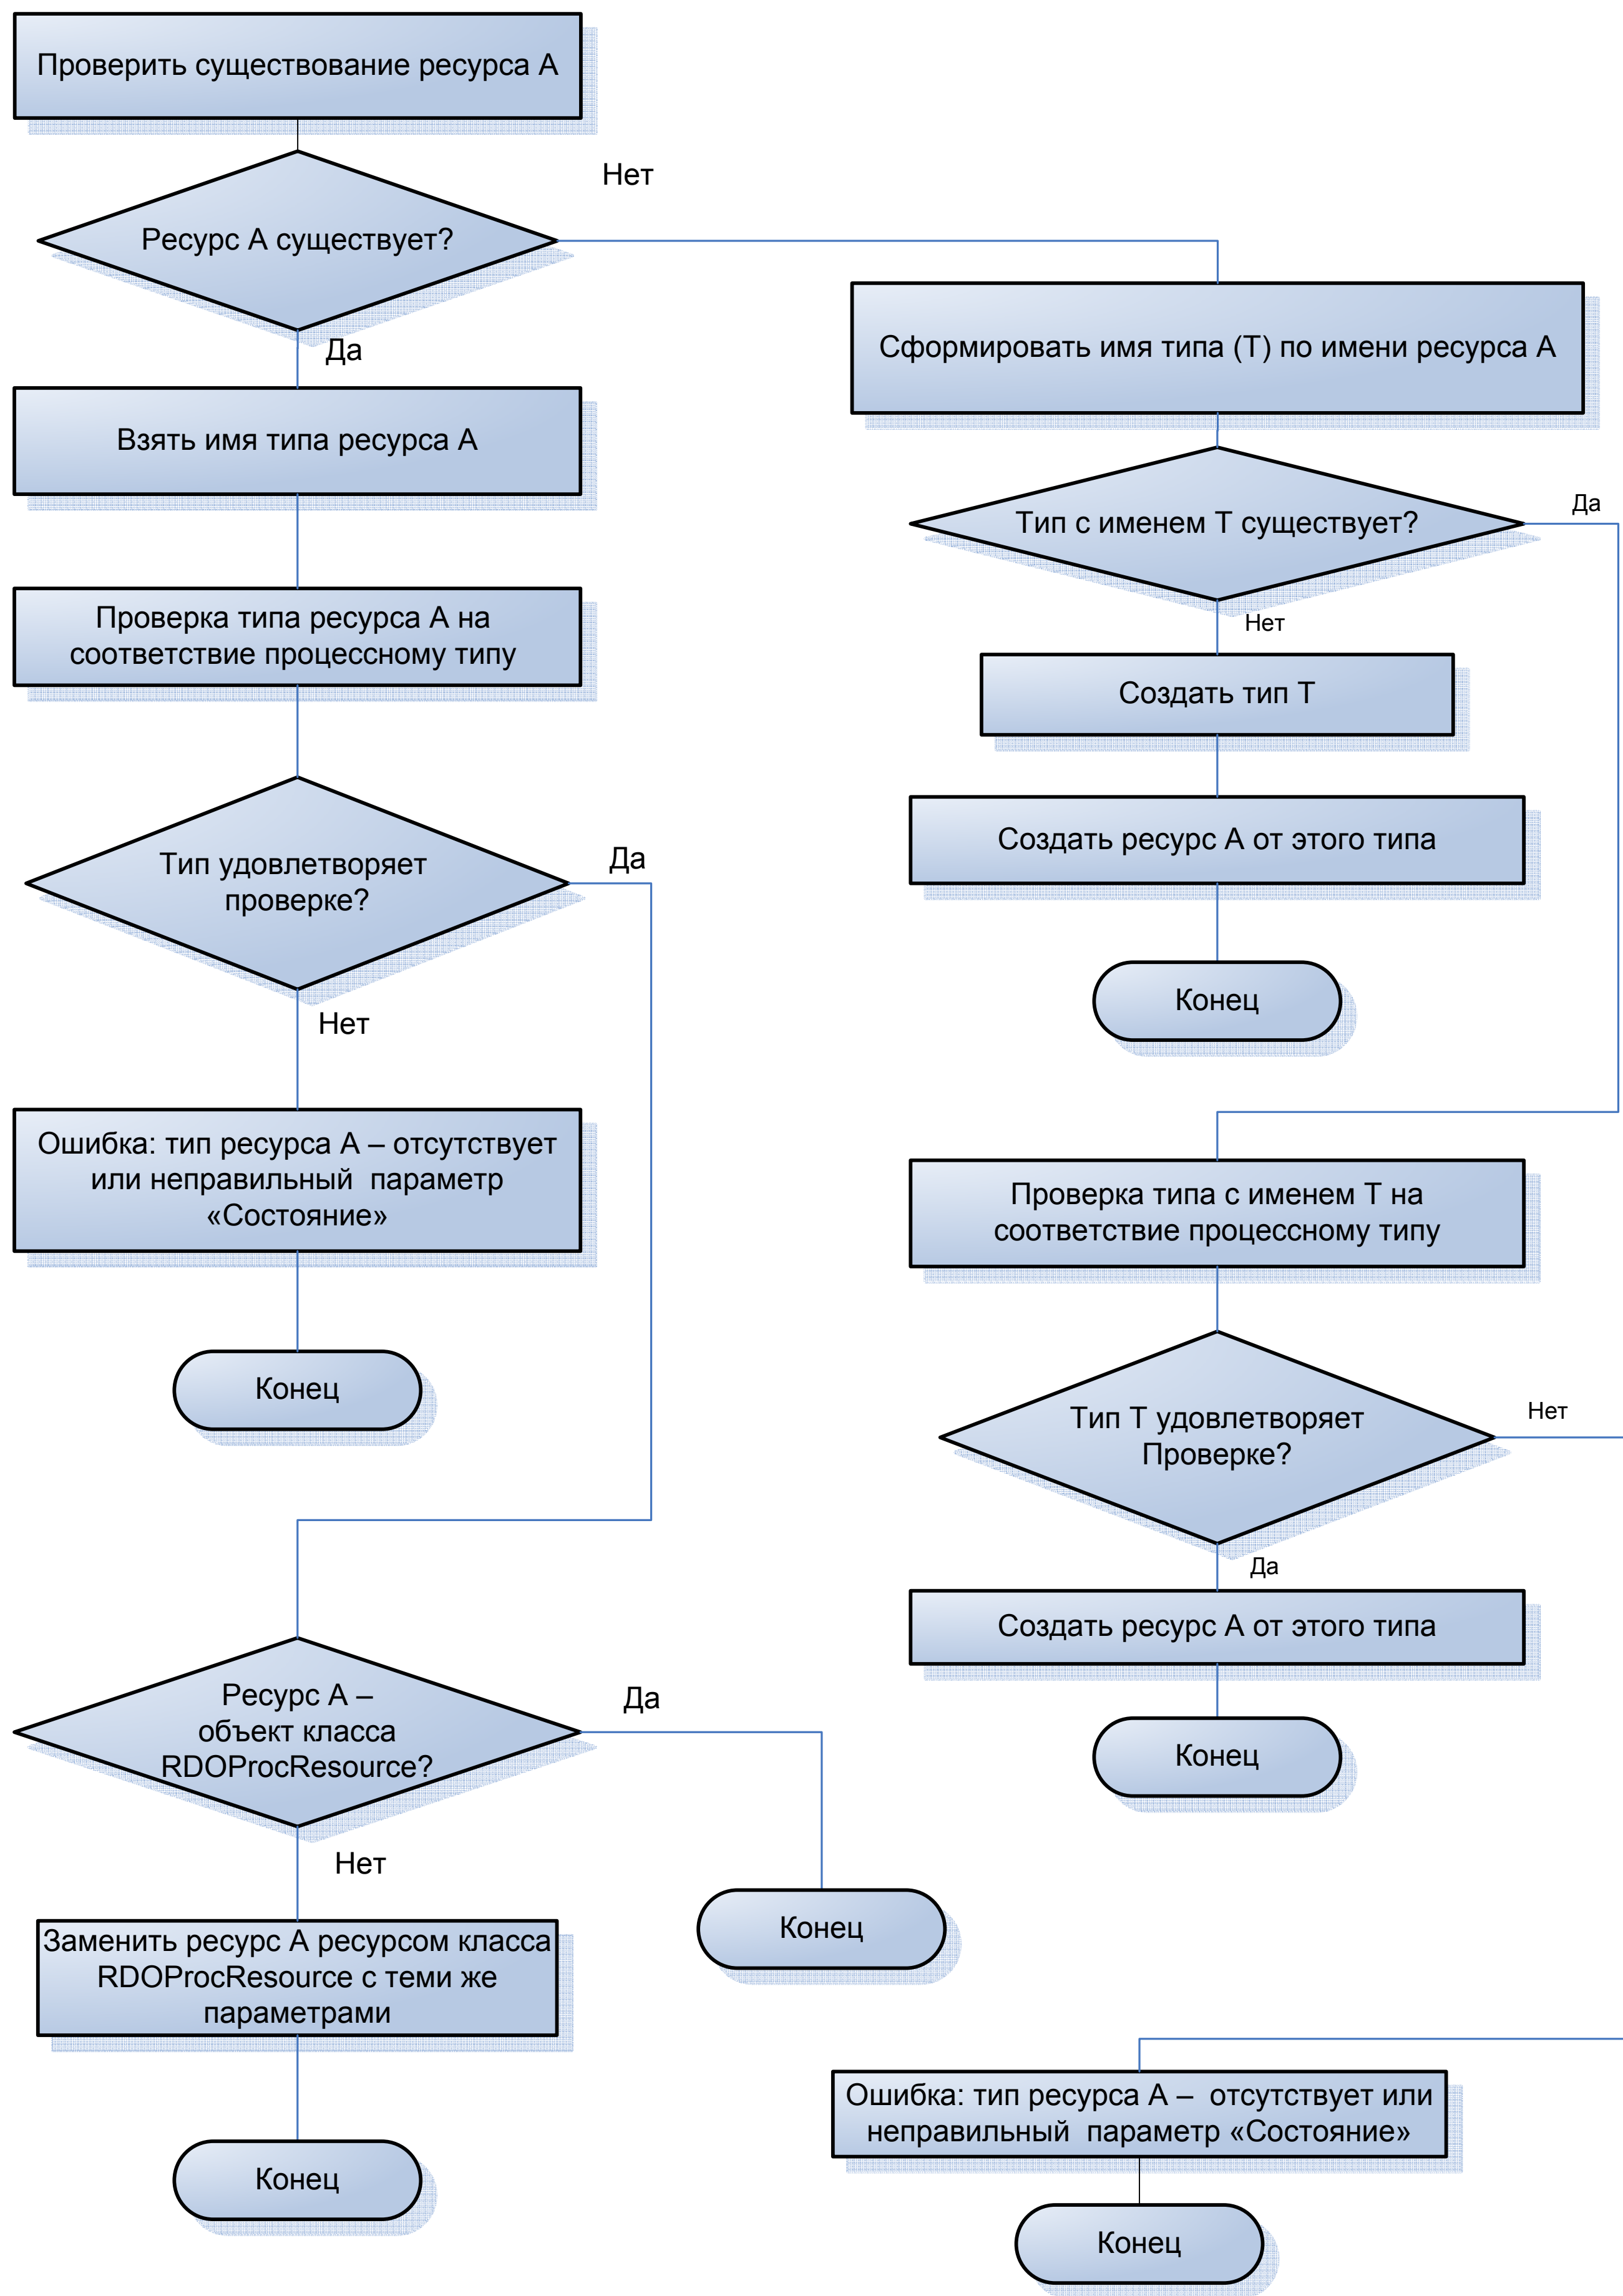 Проверить существование ресурса А
Нет
Ресурс А существует?
Да
Взять имя типа ресурса А
Проверка типа ресурса А на
соответствие процессному типу
Тип удовлетворяет
проверке?
Да
Нет
Ошибка: тип ресурса А – отсутствует
или неправильный  параметр
«Состояние»
Конец
Ресурс А –
объект класса
RDOProcResource?
Да
Нет
Конец
Заменить ресурс А ресурсом класса
RDOProcResource с теми же
параметрами
Конец
Сформировать имя типа (Т) по имени ресурса А
Тип с именем Т существует?
Да
Нет
Создать тип Т
Создать ресурс А от этого типа
Конец
Проверка типа с именем Т на
соответствие процессному типу
Тип Т удовлетворяет
Проверке?
Нет
Да
Создать ресурс А от этого типа
Конец
Ошибка: тип ресурса А –  отсутствует или
неправильный  параметр «Состояние»
Конец